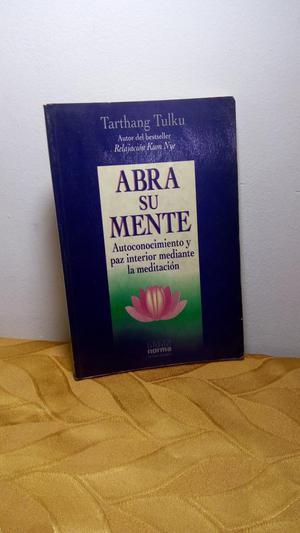 Tarthang Tulku
Autor del bestseller
Relajación Kum Nye
ABRA
SU
MENTE
Autoconocimiento y
paz interior mediante
la meditación
norma